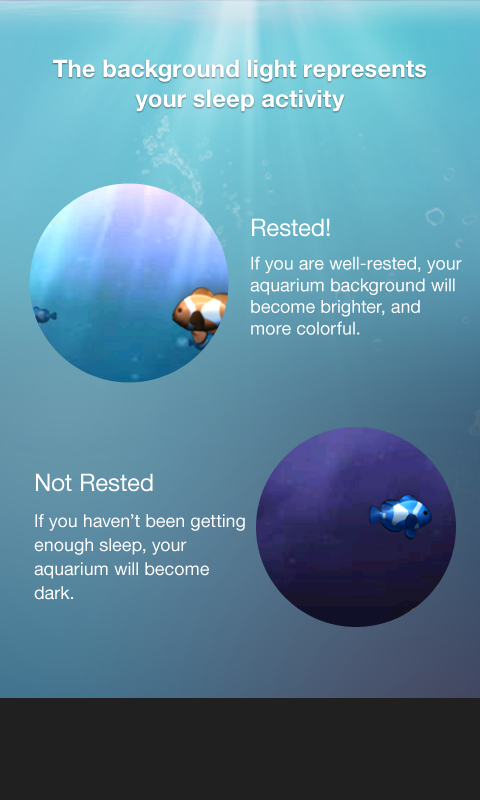 The background light represents
your sleep activity
Rested!
If you are well-rested, your
aquarium background will
become brighter, and
more colorful.
Not Rested
If you haven’t been getting
enough sleep, your
aquarium will become
dark.